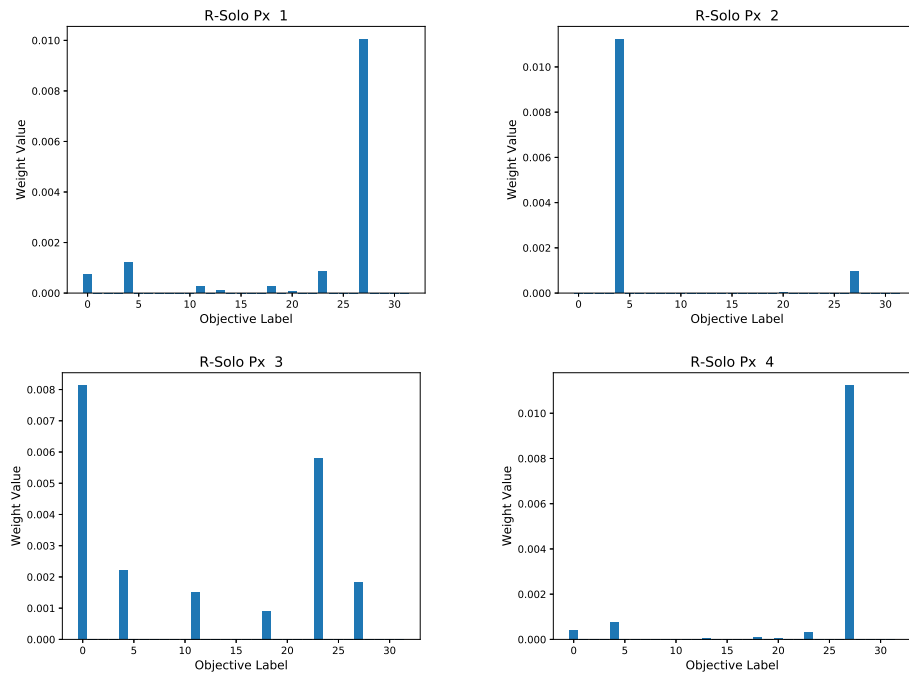 R-Solo Px 1
0.010
0.008
0.006
0.004
0.002
0.000
Weight Value
0 5 10 15 20 25 30
Objective Label
R-Solo Px 2
0.010
0.008
0.006
0.004
0.002
0.000
Weight Value
0 5 10 15 20 25 30
Objective Label
R-Solo Px 3
0.008
0.007
0.006
0.005
0.004
0.003
0.002
0.001
0.000
Weight Value
0 5 10 15 20 25 30
Objective Label
R-Solo Px 4
0.010
0.008
0.006
0.004
0.002
0.000
Weight Value
0 5 10 15 20 25 30
Objective Label